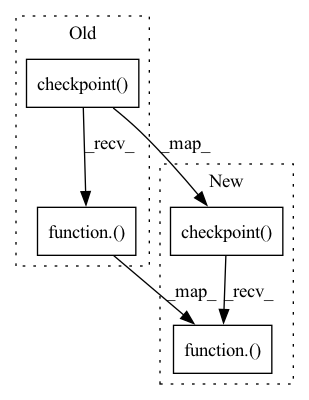 Old
checkpoint()
_recv_
_map_
New
function.()
checkpoint()
_map_
_recv_
function.()